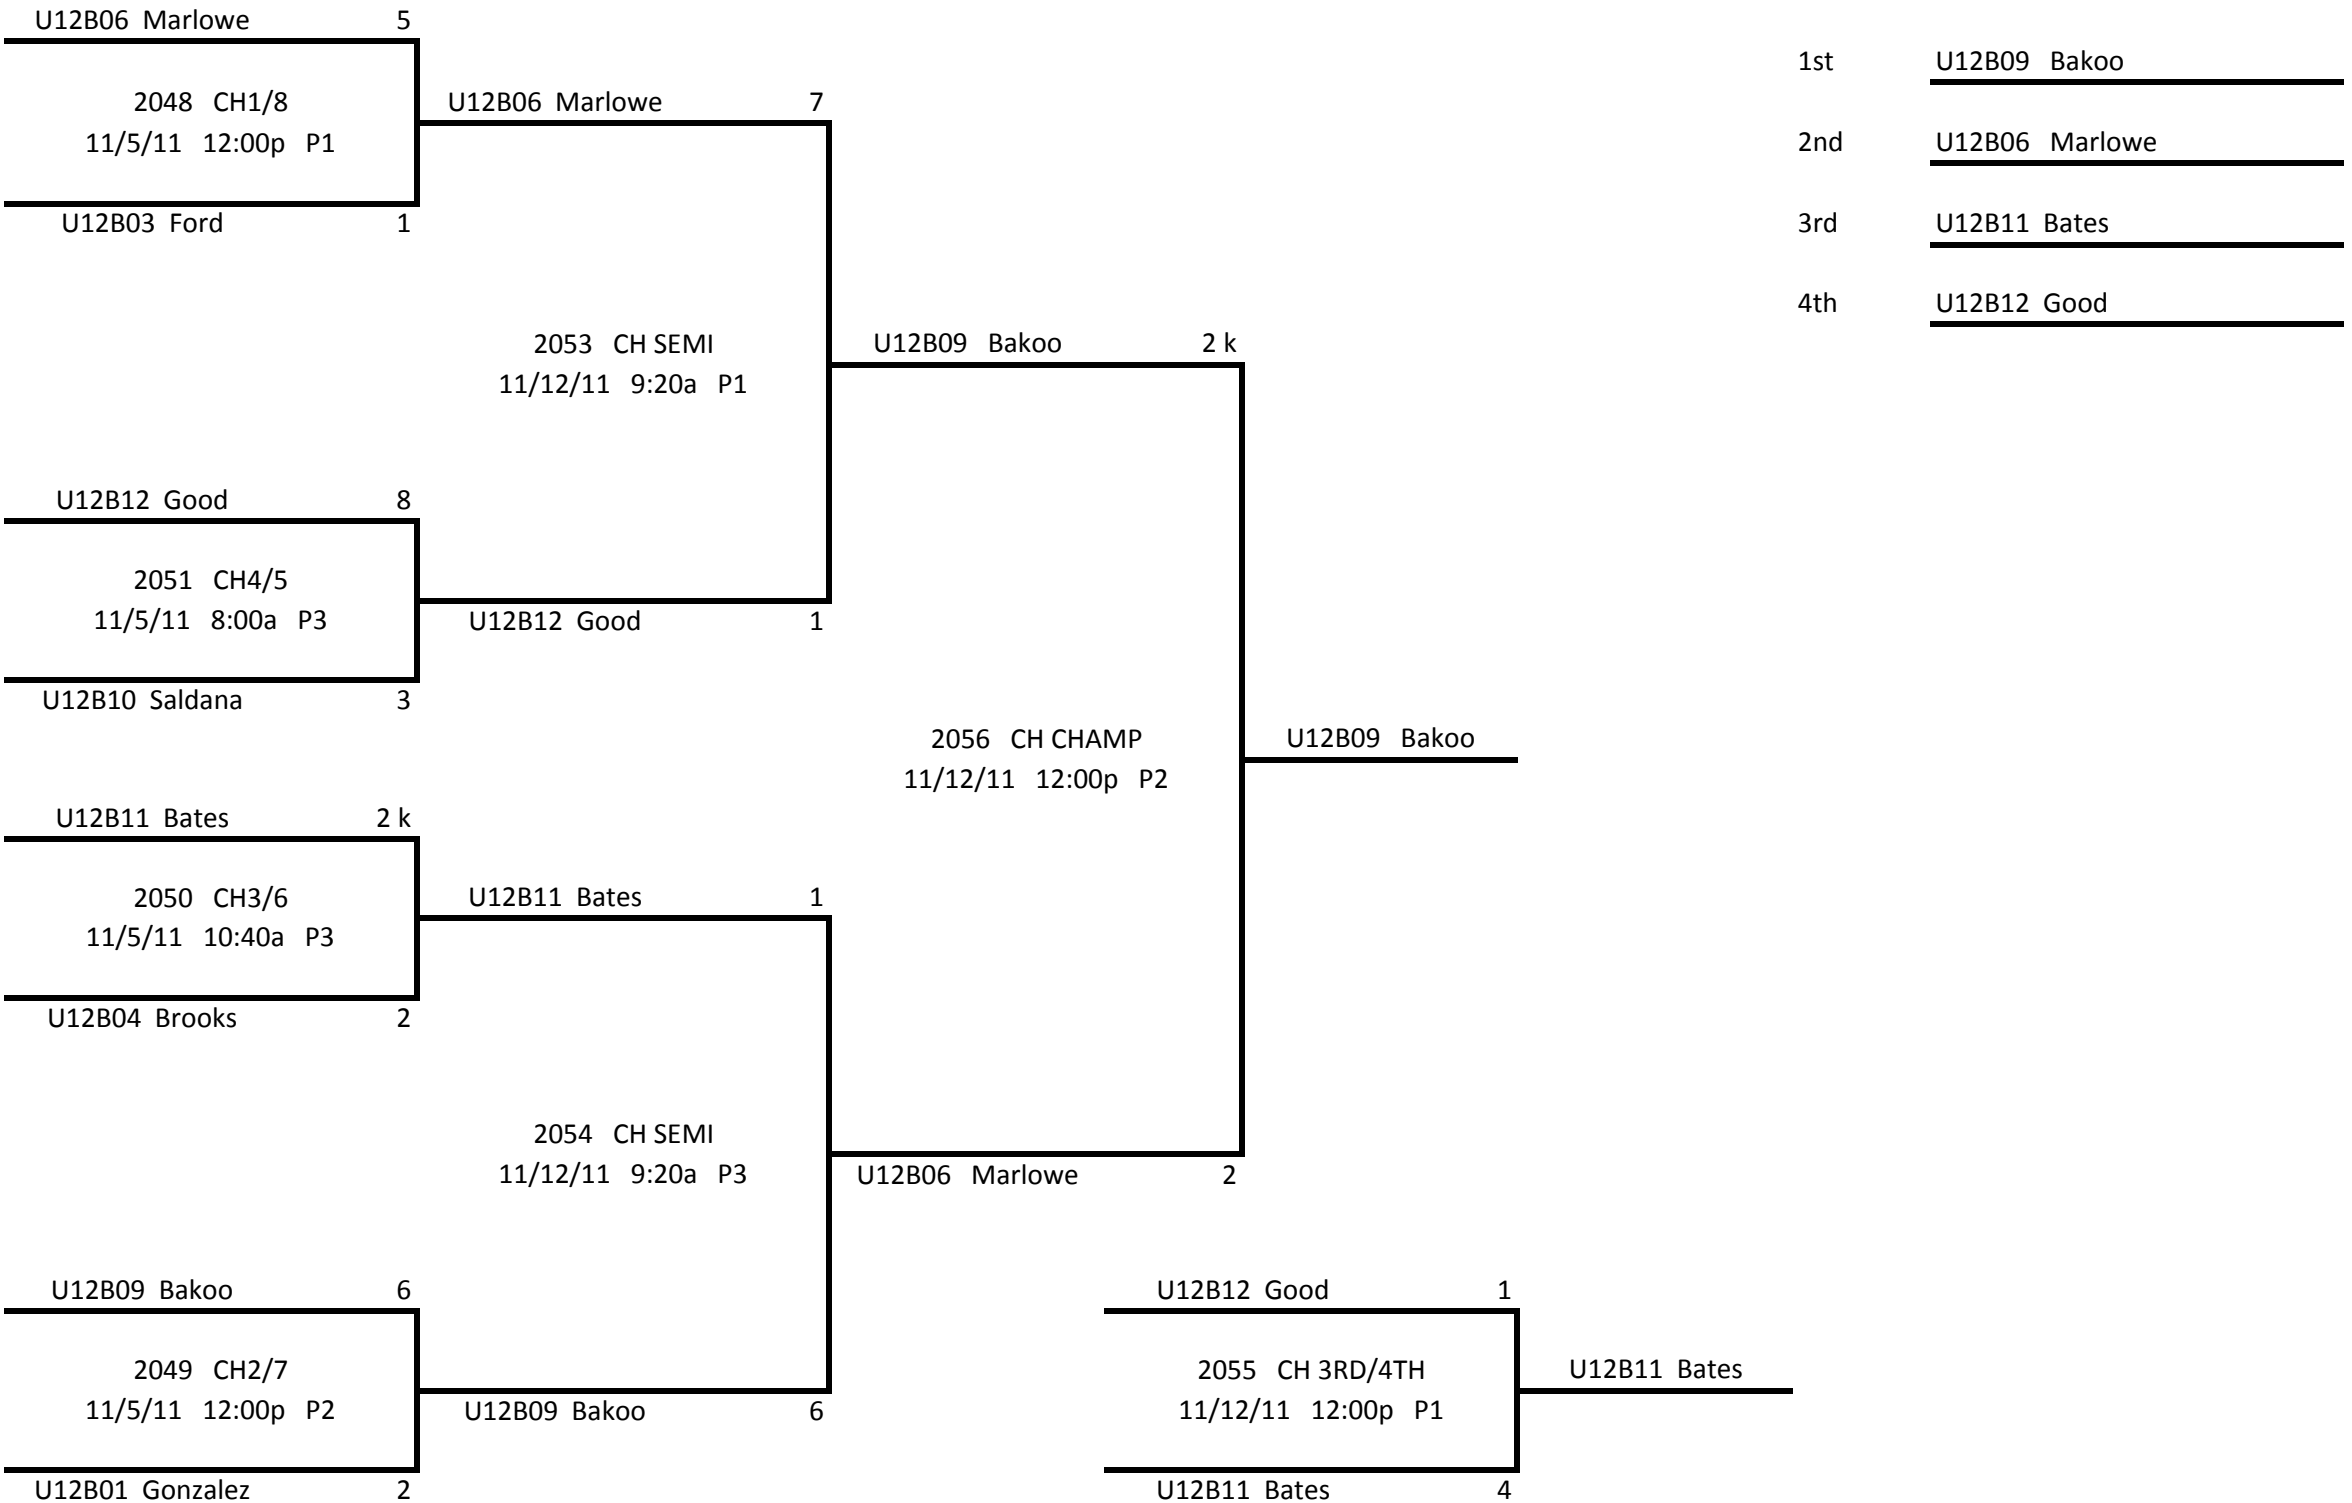 U12B06 Marlowe 5
2048 CH1/8
11/5/11 12:00p P1
U12B03 Ford 1
U12B06 Marlowe 7
2053 CH SEMI
11/12/11 9:20a P1
U12B12 Good 8
2051 CH4/5
11/5/11 8:00a P3
U12B10 Saldana 3
U12B12 Good 1
U12B09 Bakoo 2 k
2056 CH CHAMP
11/12/11 12:00p P2
U12B09 Bakoo
U12B11 Bates 2 k
2050 CH3/6
11/5/11 10:40a P3
U12B04 Brooks 2
U12B11 Bates 1
2054 CH SEMI
11/12/11 9:20a P3
U12B06 Marlowe 2
U12B09 Bakoo 6
2049 CH2/7
11/5/11 12:00p P2
U12B01 Gonzalez 2
U12B09 Bakoo 6
U12B12 Good 1
2055 CH 3RD/4TH
11/12/11 12:00p P1
U12B11 Bates 4
U12B11 Bates
1st U12B09 Bakoo
2nd U12B06 Marlowe
3rd U12B11 Bates
4th U12B12 Good